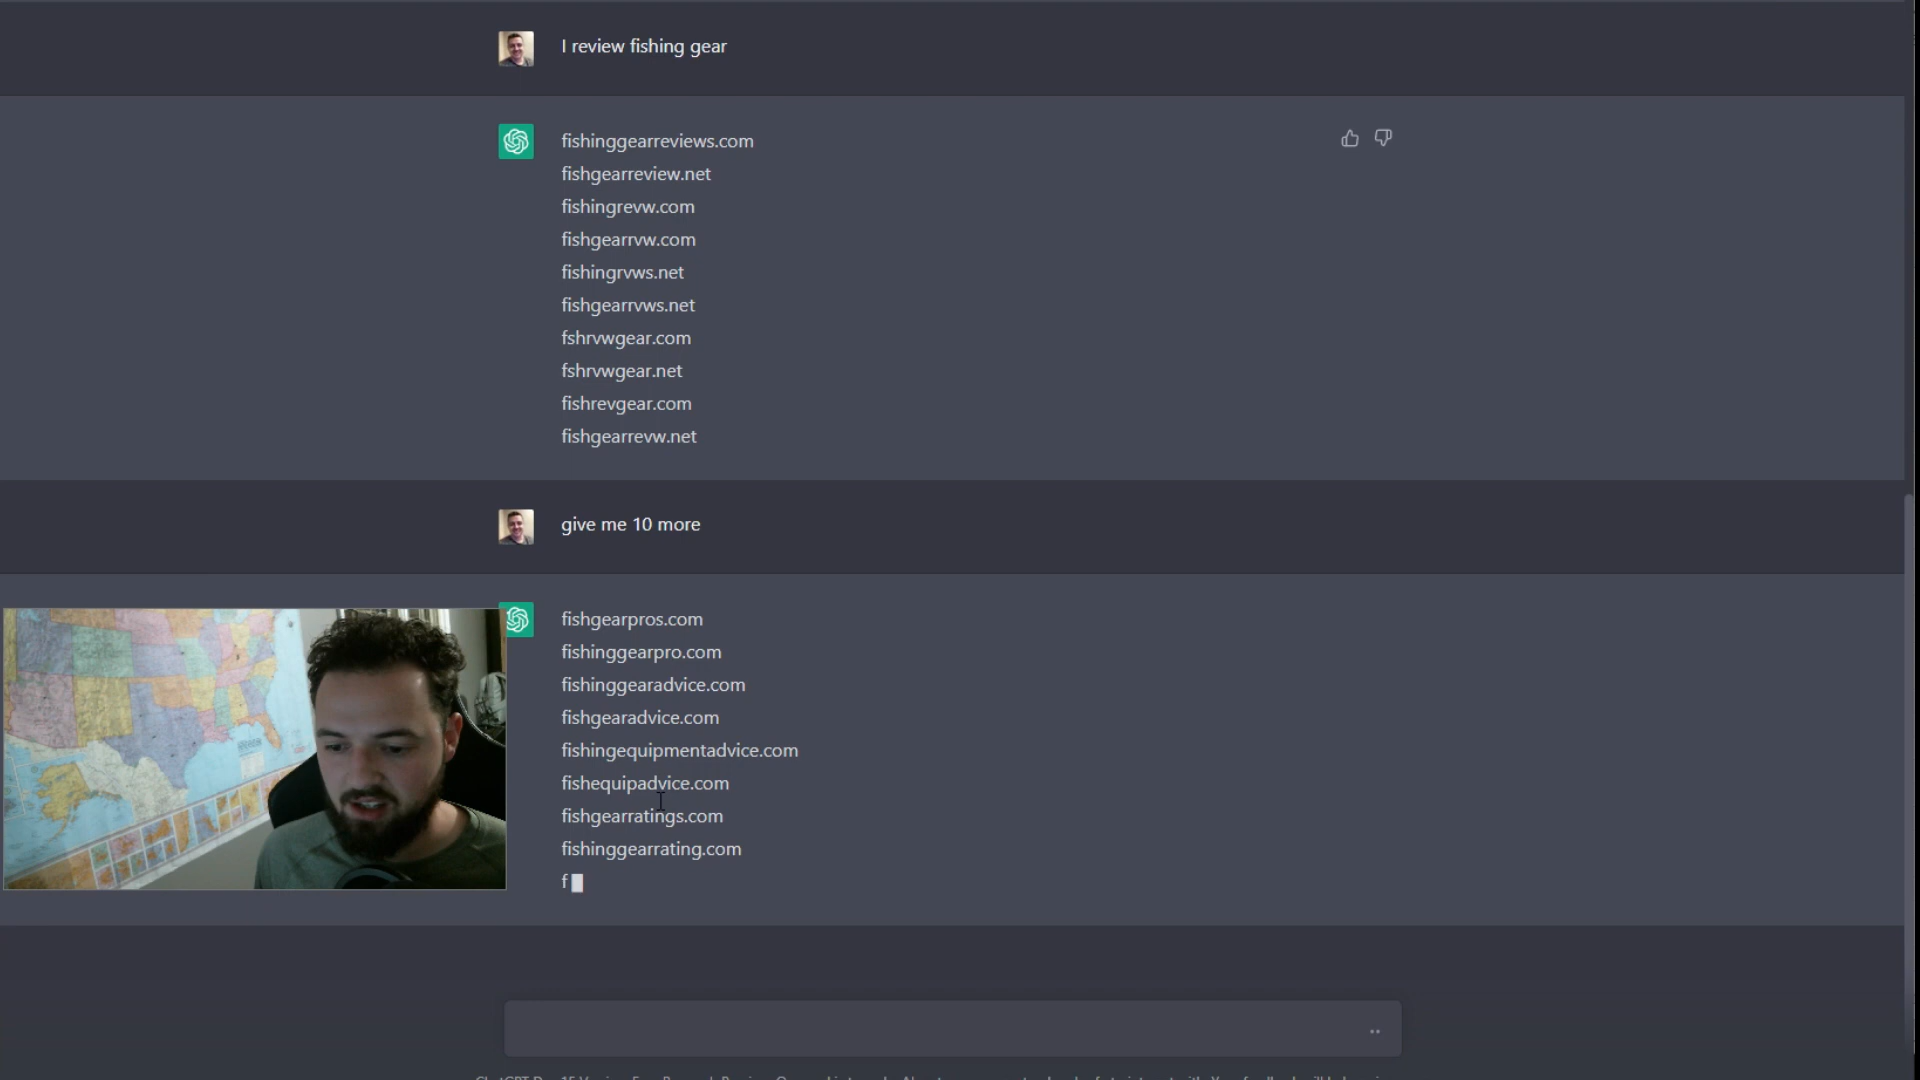 I review fishing gear
fishinggearreviews.com
fishgearreview.net
fishingrevw.com
fishgearrvw.com
fishingrvws.net
fishgearrvws.net
fshrvwgear.com
fshrvwgear.net
fishrevgear.com
fishgearrevw.net
give me 10 more
fishgearpros.com
fishinggearpro.com
fishinggearadvice.com
fishgearadvice.com
fishingequipmentadvice.com
fishequipadvice.com
fishgearratings.com
fishinggearrating.com
f